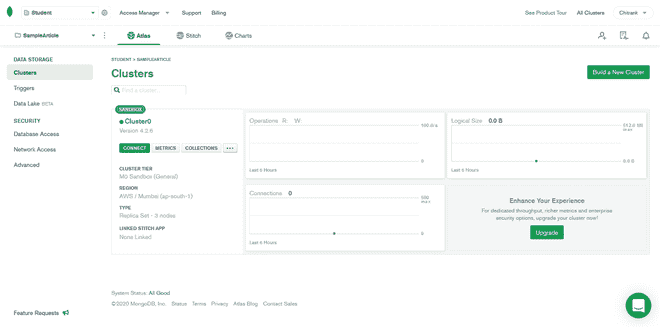 Student
Access Manager
Support
Billing
See Product Tour
All Clusters
Chirank
SampleArticle
Atlas
Stitch
Charts
DATA STORAGE
Clusters
Triggers
Data Lake BETA
SECURITY
Database Access
Network Access
Advanced
Feature Requests
STUDENT > SAMPLEARTICLE
Clusters
Find a cluster...
Build a New Cluster
SANDBOX
Cluster0
Version 4.2.6
CONNECT
METRICS
COLLECTIONS
CLUSTER TIER
M0 Sandbox (General)
REGION
AWS / Mumbai (ap-south-1)
TYPE
Replica Set - 3 nodes
LINKED STITCH APP
None Linked
Operations R: W:
100.0/s
0
Last 6 Hours
Logical Size 0.0 B
512.0 MB
max
0.0 B
Last 6 Hours
Connections 0
500
max
0
Last 6 Hours
Enhance Your Experience
For dedicated throughput, richer metrics and enterprise
security options, upgrade your cluster now!
Upgrade
System Status: All Good
©2020 MongoDB, Inc. Status Terms Privacy Atlas Blog Contact Sales